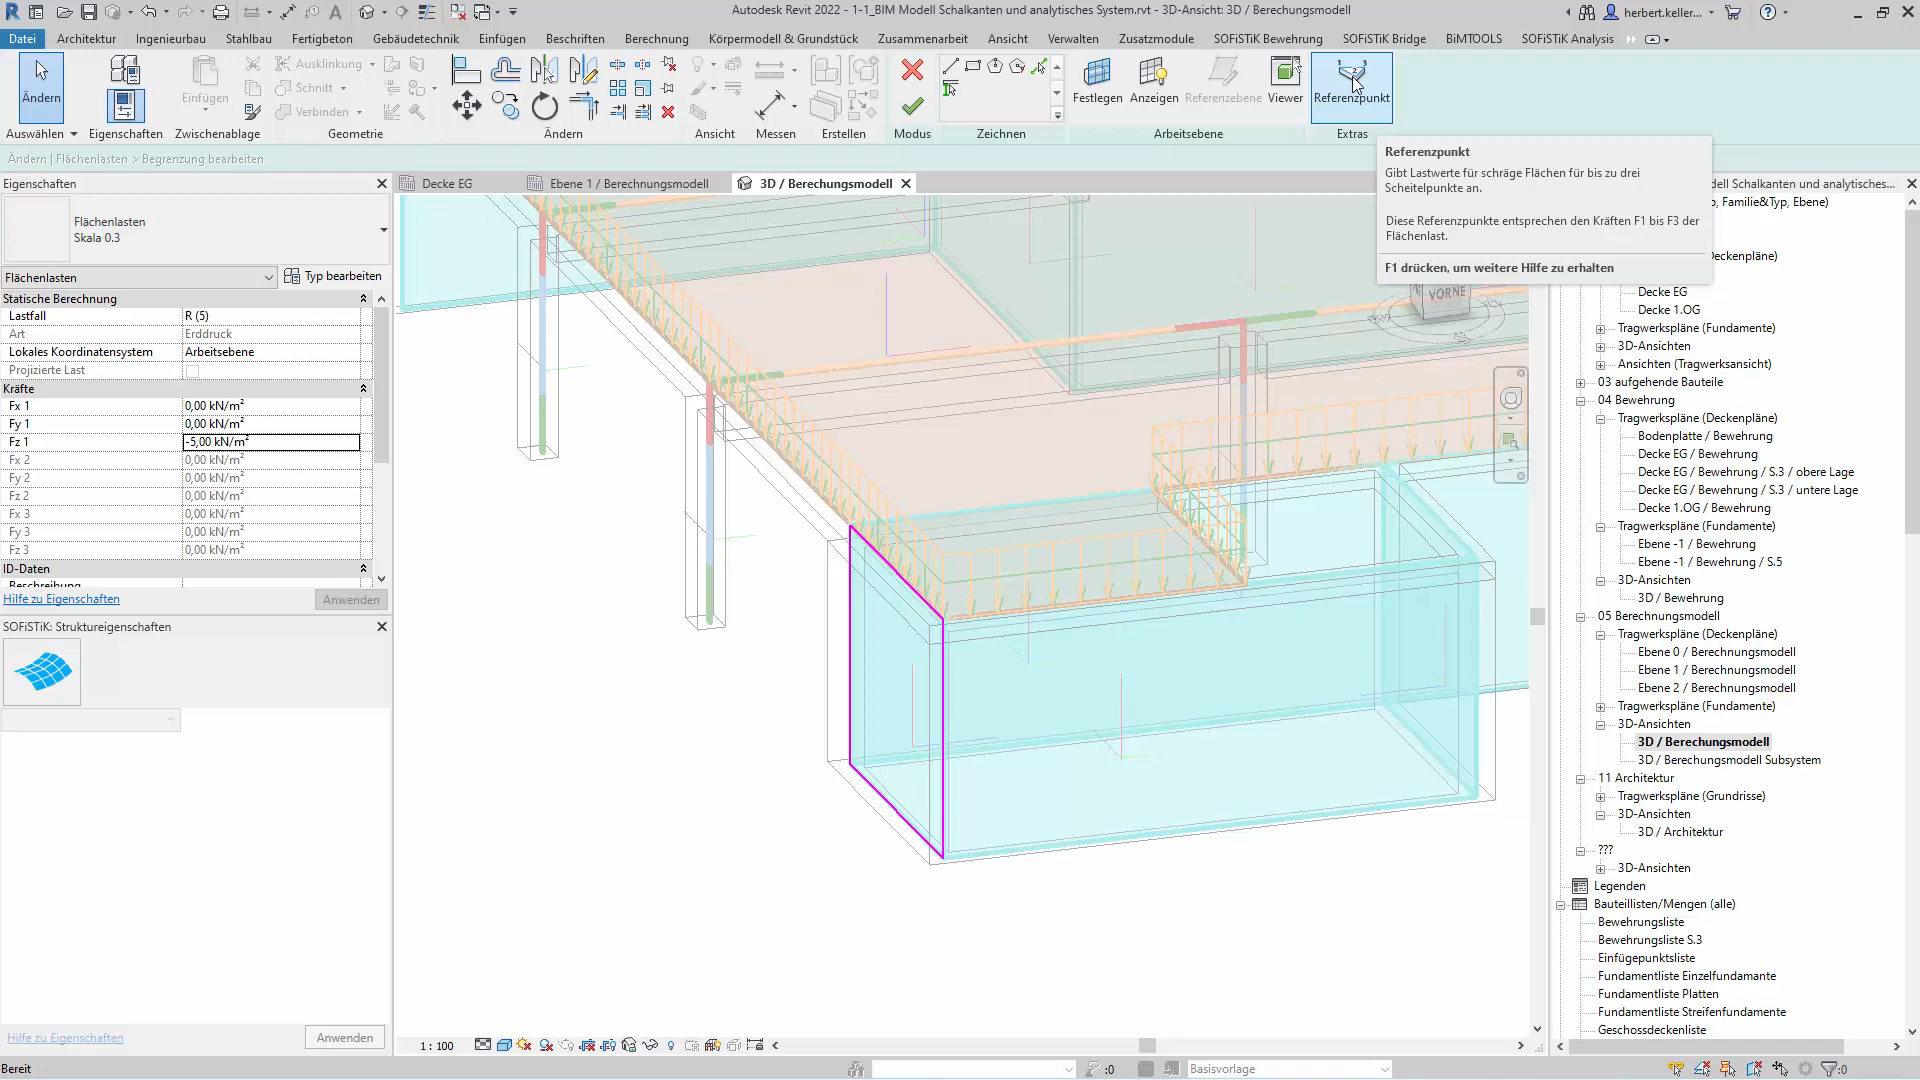 Autodesk Revit 2022 - 1-1_BIM Modell Schalkanten und analytisches System.rvt - 3D-Ansicht: 3D / Berechungsmodell
herbert.keller...
Datei Architektur Ingenieurbau Stahlbau Fertigbeton Gebäudetechnik Einfügen Beschriften Berechnung Körpermodell & Grundstück Zusammenarbeit Ansicht Verwalten Zusatzmodule SOFiSTiK Bewehrung SOFiSTiK Bridge BiMTOOLS SOFiSTiK Analysis
Ändern
Einfügen
Ausklinkung
Schnitt
Verbinden
Festlegen Anzeigen Referenzebene Viewer Referenzpunkt
Auswählen Eigenschaften Zwischenablage Geometrie Ändern Ansicht Messen Erstellen Modus Zeichnen Arbeitsebene Extras
Ändern | Flächenlasten > Begrenzung bearbeiten
Referenzpunkt
Gibt Lastwerte für schräge Flächen für bis zu drei
Scheitelpunkte an.
Diese Referenzpunkte entsprechen den Kräften F1 bis F3 der
Flächenlast.
F1 drücken, um weitere Hilfe zu erhalten
Eigenschaften
Flächenlasten
Skala 0.3
Flächenlasten
Typ bearbeiten
Statische Berechnung
Lastfall R (5)
Art Erddruck
Lokales Koordinatensystem Arbeitsebene
Projizierte Last
Kräfte
Fx 1 0,00 kN/m²
Fy 1 0,00 kN/m²
Fz 1 -5,00 kN/m²
Fx 2 0,00 kN/m²
Fy 2 0,00 kN/m²
Fz 2 0,00 kN/m²
Fx 3 0,00 kN/m²
Fy 3 0,00 kN/m²
Fz 3 0,00 kN/m²
ID-Daten
Beschreibung
Hilfe zu Eigenschaften
Anwenden
SOFiSTiK: Struktureigenschaften
Hilfe zu Eigenschaften
Anwenden
Decke EG
Ebene 1 / Berechnungsmodell
3D / Berechungsmodell
VORNE
dell Schalkanten und analytisches...
o, Familie&Typ, Ebene)
Deckenpläne)
Decke EG
Decke 1.OG
Tragwerkspläne (Fundamente)
3D-Ansichten
Ansichten (Tragwerksansicht)
03 aufgehende Bauteile
04 Bewehrung
Tragwerkspläne (Deckenpläne)
Bodenplatte / Bewehrung
Decke EG / Bewehrung
Decke EG / Bewehrung / S.3 / obere Lage
Decke EG / Bewehrung / S.3 / untere Lage
Decke 1.OG / Bewehrung
Tragwerkspläne (Fundamente)
Ebene -1 / Bewehrung
Ebene -1 / Bewehrung / S.5
3D-Ansichten
3D / Bewehrung
05 Berechnungsmodell
Tragwerkspläne (Deckenpläne)
Ebene 0 / Berechnungsmodell
Ebene 1 / Berechnungsmodell
Ebene 2 / Berechnungsmodell
Tragwerkspläne (Fundamente)
3D-Ansichten
3D / Berechungsmodell
3D / Berechungsmodell Subsystem
11 Architektur
Tragwerkspläne (Grundrisse)
3D-Ansichten
3D / Architektur
???
3D-Ansichten
Legenden
Bauteillisten/Mengen (alle)
Bewehrungsliste
Bewehrungsliste S.3
Einfügepunktsliste
Fundamentliste Einzelfundamante
Fundamentliste Platten
Fundamentliste Streifenfundamente
Geschossdeckenliste
1 : 100
Bereit
:0
Basisvorlage
:0